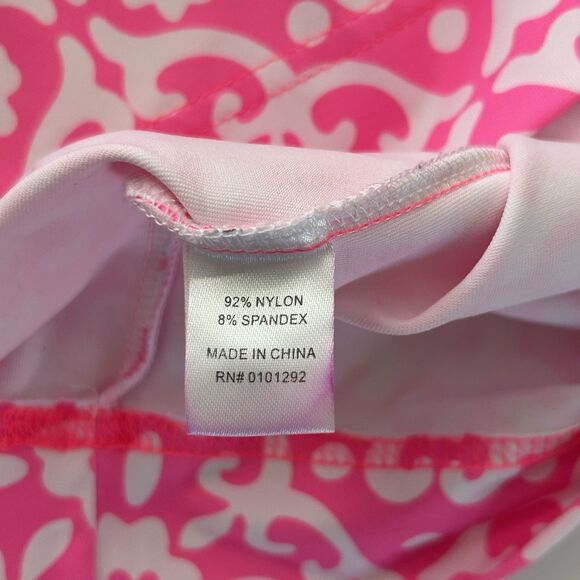 92% NYLON
8% SPANDEX
MADE IN CHINA
RN# 0101292